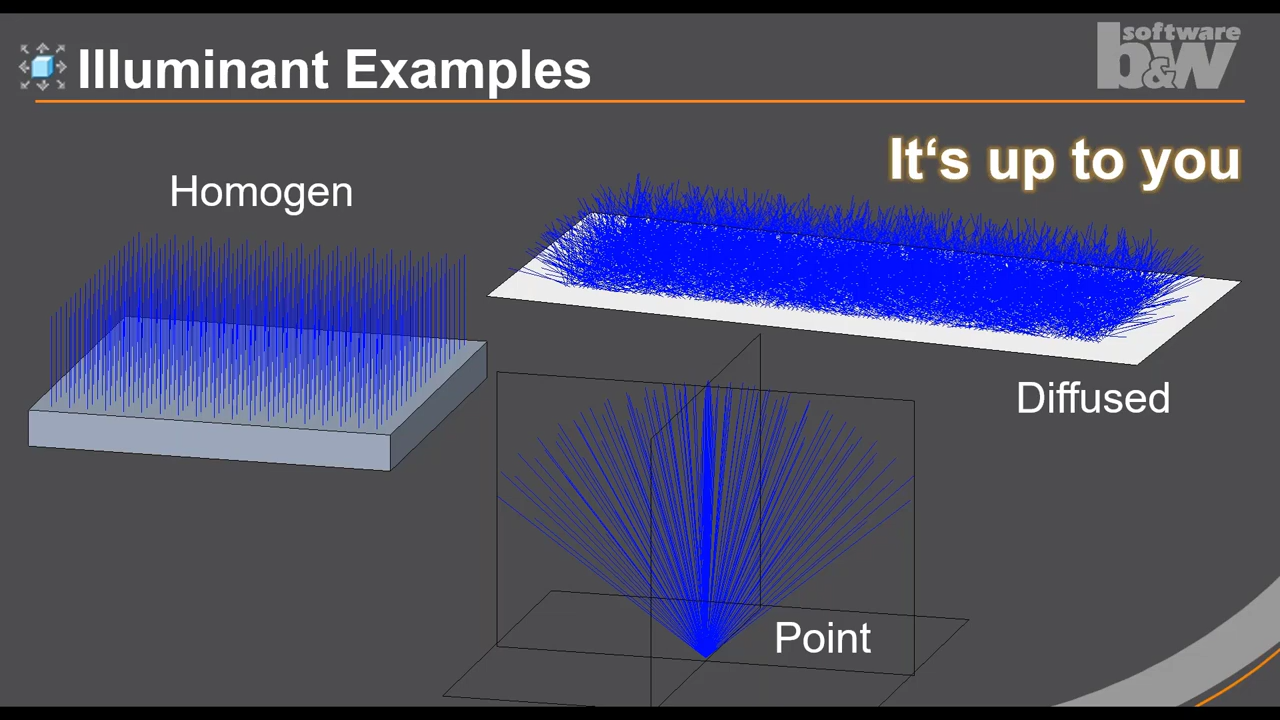 Illuminant Examples
software
b&w
It‘s up to you
Homogen
Diffused
Point